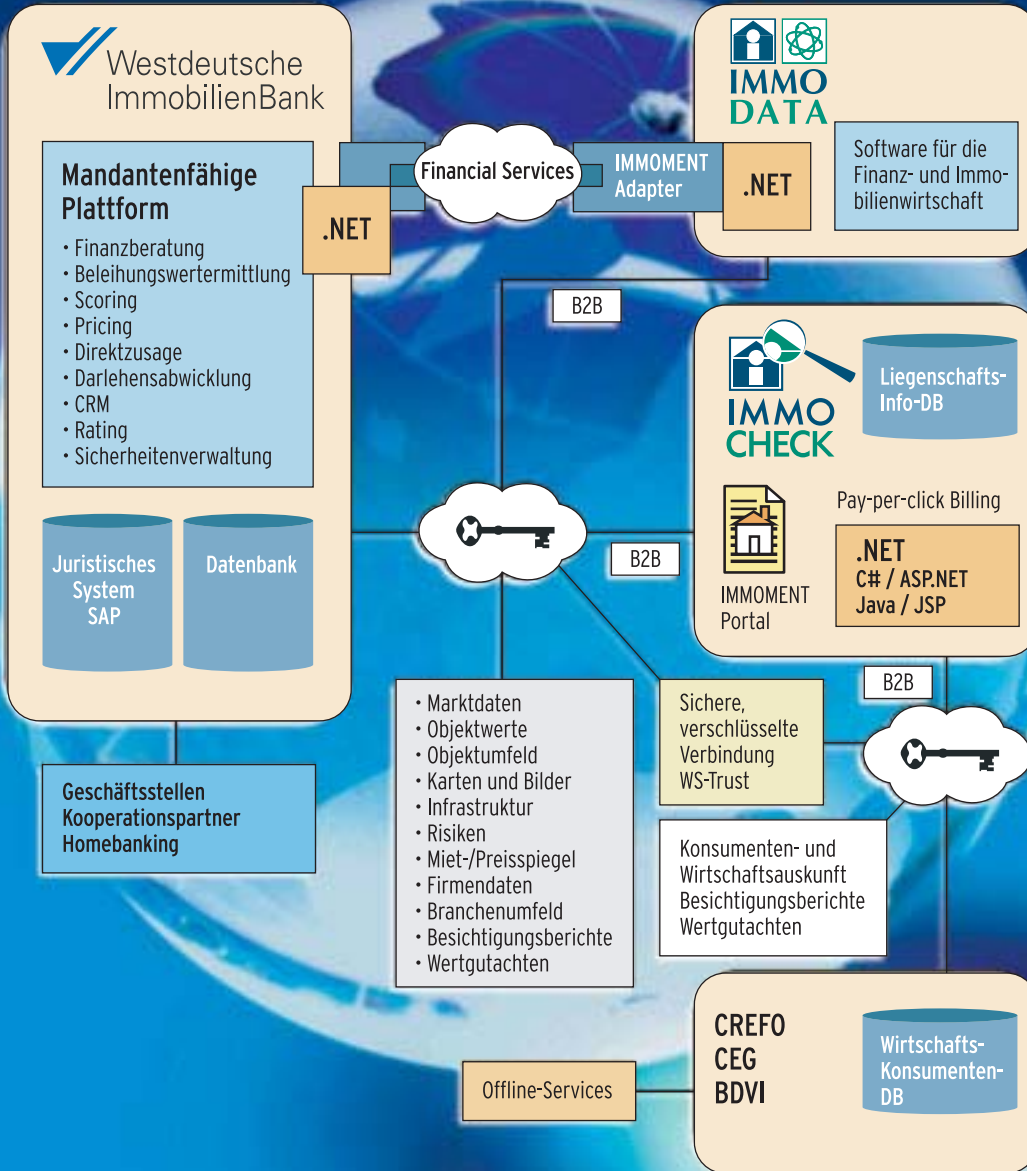 Westdeutsche
ImmobilienBank
Mandantenfähige
Plattform
· Finanzberatung
· Beleihungswertermittlung
· Scoring
· Pricing
· Direktzusage
· Darlehensabwicklung
· CRM
· Rating
· Sicherheitenverwaltung
.NET
Juristisches
System
SAP
Datenbank
Geschäftsstellen
Kooperationspartner
Homebanking
Financial Services
IMMOMENT
Adapter
.NET
IMMO
DATA
Software für die
Finanz- und Immo-
bilienwirtschaft
B2B
IMMO
CHECK
Liegenschafts-
Info-DB
IMMOMENT
Portal
Pay-per-click Billing
.NET
C# / ASP.NET
Java / JSP
B2B
B2B
· Marktdaten
· Objektwerte
· Objektumfeld
· Karten und Bilder
· Infrastruktur
· Risiken
· Miet-/Preisspiegel
· Firmendaten
· Branchenumfeld
· Besichtigungsberichte
· Wertgutachten
Sichere,
verschlüsselte
Verbindung
WS-Trust
Konsumenten- und
Wirtschaftsauskunft
Besichtigungsberichte
Wertgutachten
Offline-Services
CREFO
CEG
BDVI
Wirtschafts-
Konsumenten-
DB